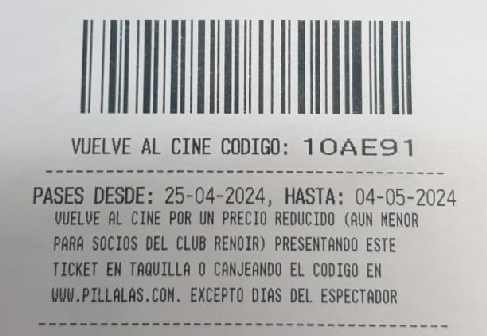 VUELVE AL CINE CODIGO: 10AE91
PASES DESDE: 25-04-2024, HASTA: 04-05-2024
VUELVE AL CINE POR UN PRECIO REDUCIDO (AUN MENOR
PARA SOCIOS DEL CLUB RENOIR) PRESENTANDO ESTE
TICKET EN TAQUILLA O CANJEANDO EL CODIGO EN
WWW.PILLALAS.COM. EXCEPTO DIAS DEL ESPECTADOR